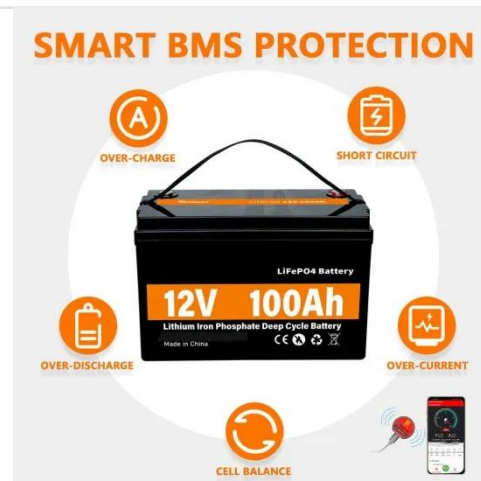 SMART BMS PROTECTION
OVER-CHARGE
SHORT CIRCUIT
LiFePO4 Battery
12V 100Ah
Lithium Iron Phosphate Deep Cycle Battery
Made in China
CE
OVER-DISCHARGE
OVER-CURRENT
CELL BALANCE